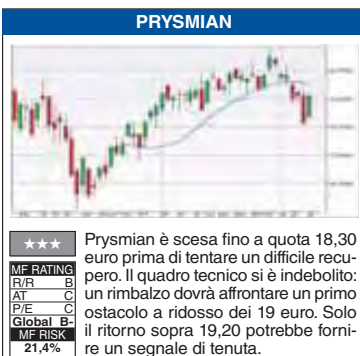 PRYSMIAN
★★★
MF RATING
R/R B
AT C
P/E C
Global B-
MF RISK
21,4%
Prysmian è scesa fino a quota 18,30
euro prima di tentare un difficile recu-
pero. Il quadro tecnico si è indebolito:
un rimbalzo dovrà affrontare un primo
ostacolo a ridosso dei 19 euro. Solo
il ritorno sopra 19,20 potrebbe forni-
re un segnale di tenuta.